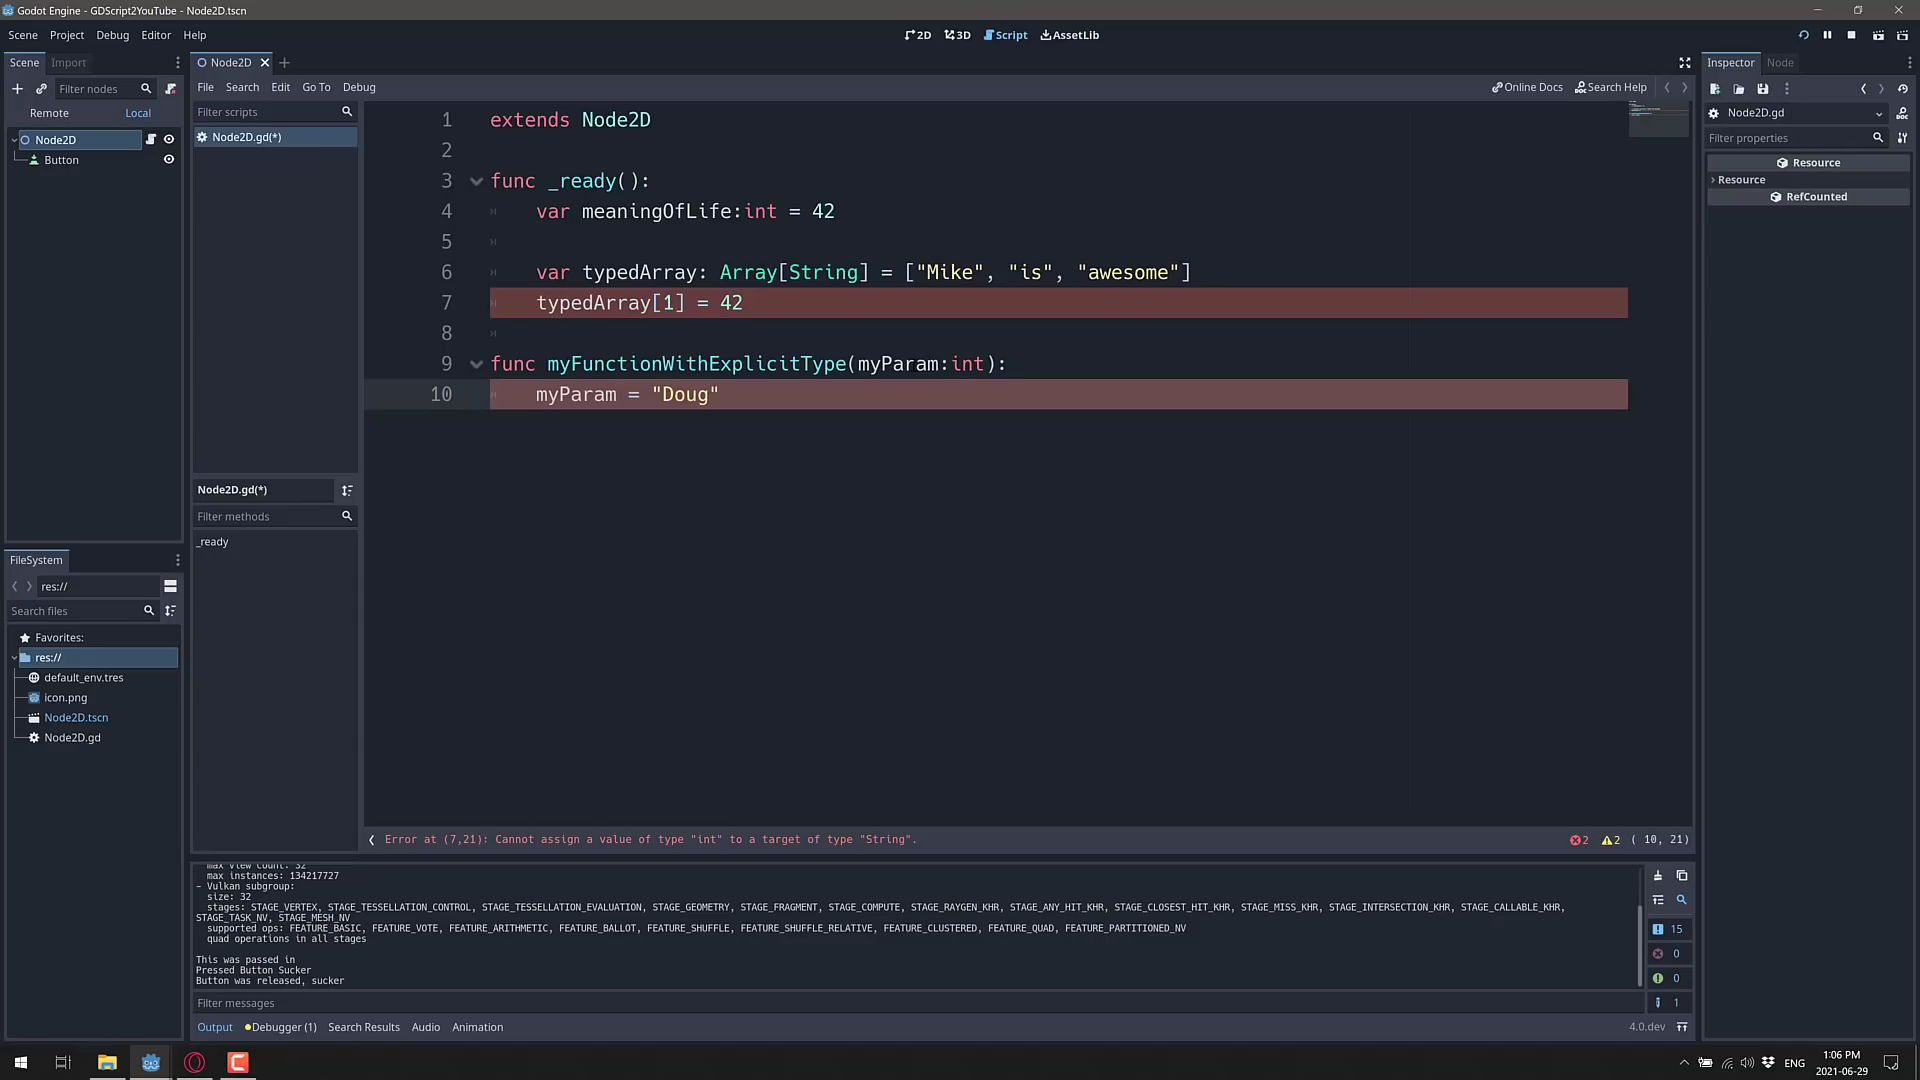 Godot Engine - GDScript2YouTube - Node2D.tscn
Scene Project Debug Editor Help
2D 3D Script AssetLib
Scene Import
Filter nodes
Remote Local
Node2D
Button
Node2D
File Search Edit Go To Debug
Online Docs Search Help
Filter scripts
Node2D.gd(*)
Node2D.gd(*)
Filter methods
_ready
1 extends Node2D
2
3 func _ready():
4 var meaningOfLife:int = 42
5
6 var typedArray: Array[String] = ["Mike", "is", "awesome"]
7 typedArray[1] = 42
8
9 func myFunctionWithExplicitType(myParam:int):
10 myParam = "Doug"
Error at (7,21): Cannot assign a value of type "int" to a target of type "String".
2 2 ( 10, 21)
Inspector Node
Node2D.gd
Filter properties
Resource
Resource
RefCounted
FileSystem
res://
Search files
Favorites:
res://
default_env.tres
icon.png
Node2D.tscn
Node2D.gd
max view count: 32
max instances: 134217727
- Vulkan subgroup:
size: 32
stages: STAGE_VERTEX, STAGE_TESSELLATION_CONTROL, STAGE_TESSELLATION_EVALUATION, STAGE_GEOMETRY, STAGE_FRAGMENT, STAGE_COMPUTE, STAGE_RAYGEN_KHR, STAGE_ANY_HIT_KHR, STAGE_CLOSEST_HIT_KHR, STAGE_MISS_KHR, STAGE_INTERSECTION_KHR, STAGE_CALLABLE_KHR,
STAGE_TASK_NV, STAGE_MESH_NV
supported ops: FEATURE_BASIC, FEATURE_VOTE, FEATURE_ARITHMETIC, FEATURE_BALLOT, FEATURE_SHUFFLE, FEATURE_SHUFFLE_RELATIVE, FEATURE_CLUSTERED, FEATURE_QUAD, FEATURE_PARTITIONED_NV
quad operations in all stages
This was passed in
Pressed Button Sucker
Button was released, sucker
15
0
0
1
Filter messages
Output Debugger (1) Search Results Audio Animation
4.0.dev
ENG
1:06 PM
2021-06-29